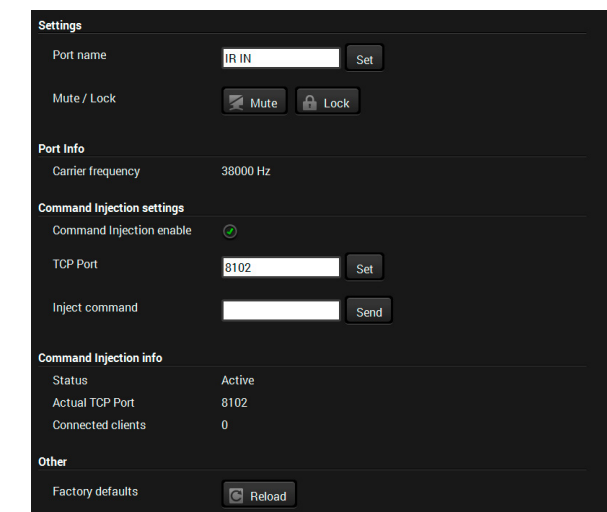 Settings
Port name IR IN Set
Mute / Lock Mute Lock
Port Info
Carrier frequency 38000 Hz
Command Injection settings
Command Injection enable
TCP Port 8102 Set
Inject command Send
Command Injection info
Status Active
Actual TCP Port 8102
Connected clients 0
Other
Factory defaults Reload